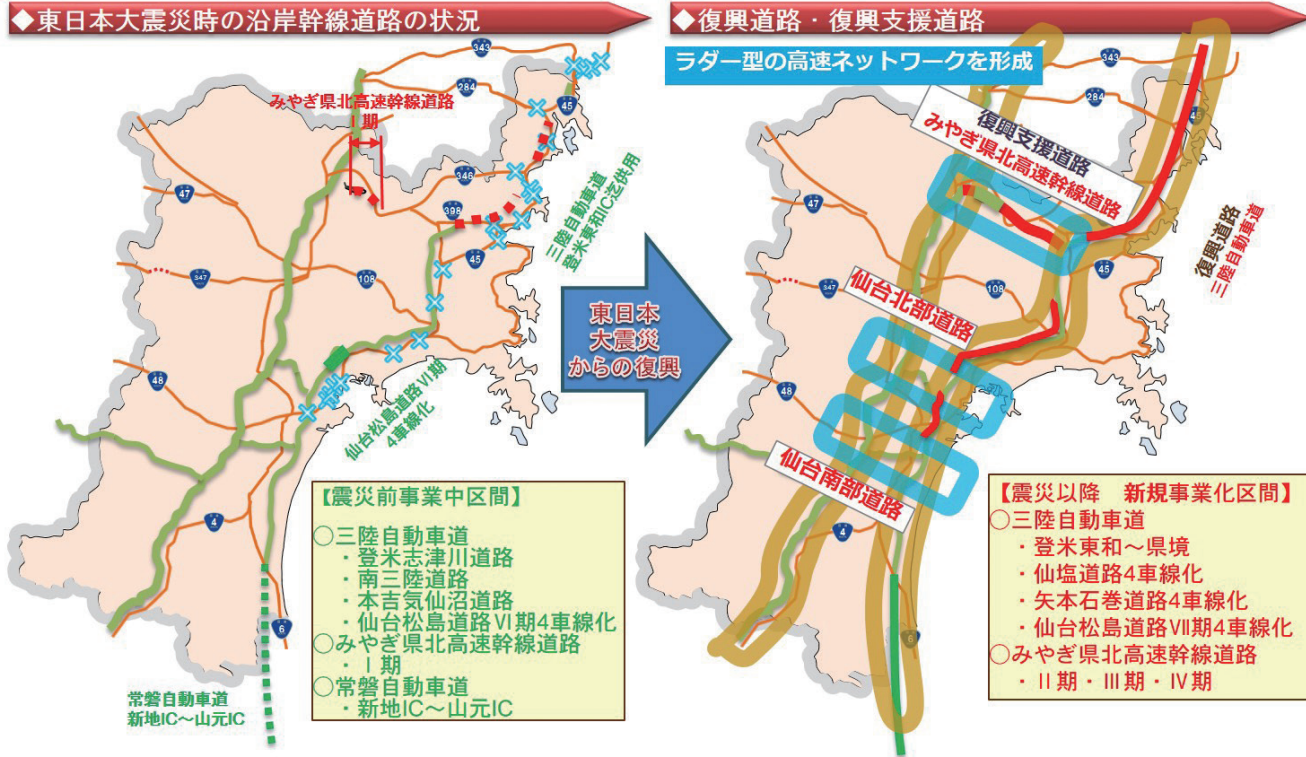 ◆東日本大震災時の沿岸幹線道路の状況
343
284
みやぎ県北高速幹線道路
Ⅰ期
45
346
47
398
三陸自動車道
登米東和IC迄供用
45
347
108
48
仙台松島道路Ⅵ期
4車線化
4
6
常磐自動車道
新地IC～山元IC
【震災前事業中区間】
○三陸自動車道
・登米志津川道路
・南三陸道路
・本吉気仙沼道路
・仙台松島道路Ⅵ期4車線化
○みやぎ県北高速幹線道路
・Ⅰ期
○常磐自動車道
・新地IC～山元IC
東日本
大震災
からの復興
◆復興道路・復興支援道路
ラダー型の高速ネットワークを形成
343
284
復興支援道路
みやぎ県北高速幹線道路
45
47
復興道路
三陸自動車道
45
347
108
仙台北部道路
48
仙台南部道路
4
6
【震災以降　新規事業化区間】
○三陸自動車道
・登米東和～県境
・仙塩道路4車線化
・矢本石巻道路4車線化
・仙台松島道路Ⅶ期4車線化
○みやぎ県北高速幹線道路
・Ⅱ期・Ⅲ期・Ⅳ期